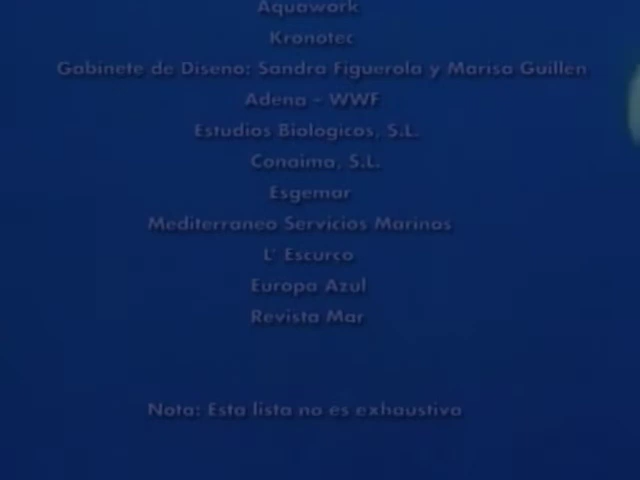 Aquawork
Kronotec
Gabinete de Diseno: Sandra Figuerola y Marisa Guillen
Adena - WWF
Estudios Biologicos, S.L.
Conaima, S.L.
Esgemar
Mediterraneo Servicios Marinos
L' Escurco
Europa Azul
Revista Mar
Nota: Esta lista no es exhaustiva